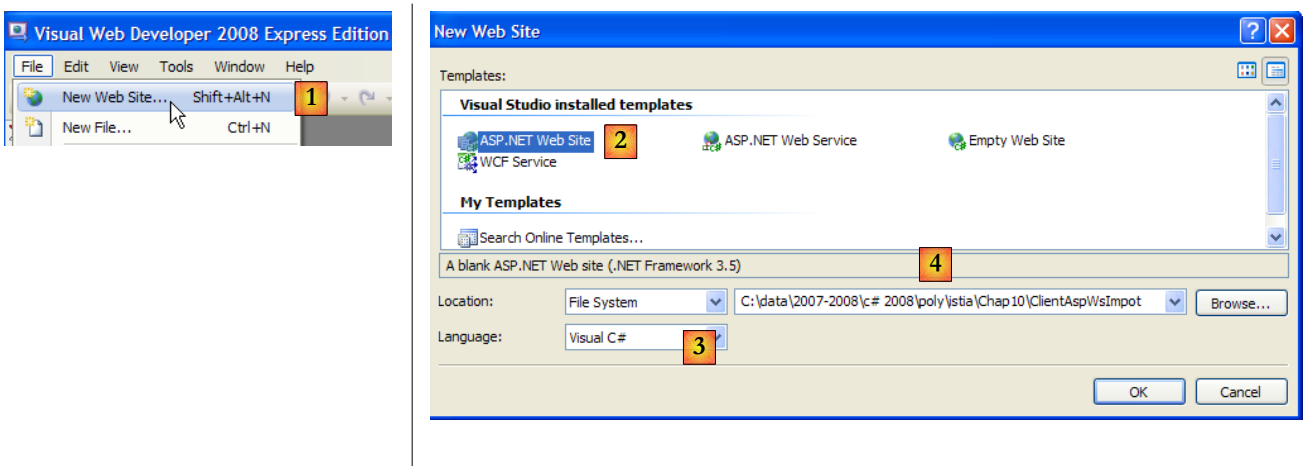 Visual Web Developer 2008 Express Edition
File Edit View Tools Window Help
New Web Site... Shift+Alt+N 1
New File... Ctrl+N
New Web Site
Templates:
Visual Studio installed templates
ASP.NET Web Site 2 ASP.NET Web Service Empty Web Site
WCF Service
My Templates
Search Online Templates...
A blank ASP.NET Web site (.NET Framework 3.5) 4
Location: File System C:\data\2007-2008\c# 2008\poly\istia\Chap10\ClientAspWsImpot Browse...
Language: Visual C# 3
OK Cancel